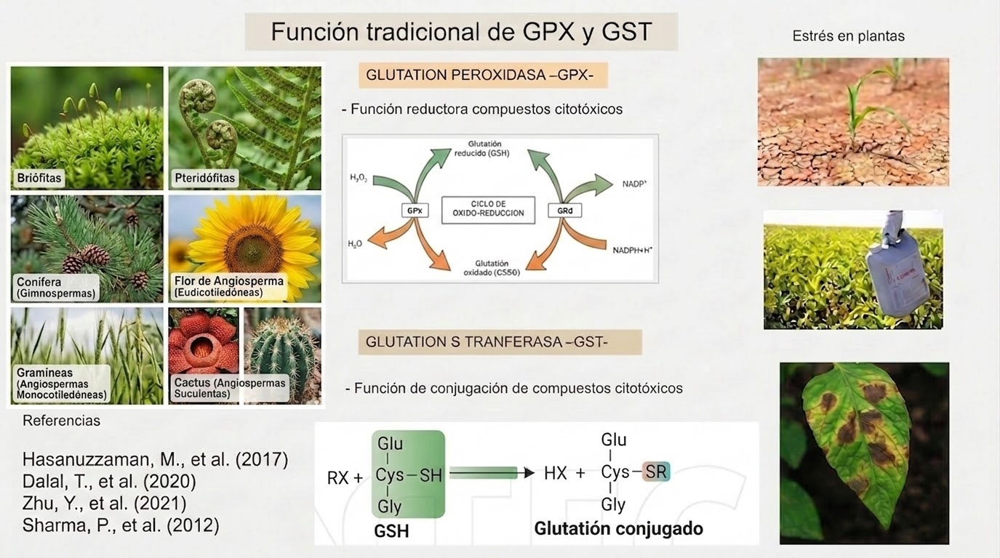 Función tradicional de GPX y GST
Estrés en plantas
Briófitas
Pteridófitas
Conífera
(Gimnospermas)
Flor de Angiosperma
(Eudicotiledóneas)
Gramíneas
(Angiospermas
Monocotiledóneas)
Cactus (Angiospermas
Suculentas)
GLUTATION PEROXIDASA –GPX-
- Función reductora compuestos citotóxicos
Glutatión
reducido (GSH)
H₂O₂
NADP⁺
GPx
CICLO DE
OXIDO-REDUCCION
GRd
H₂O
NADPH+H⁺
Glutatión
oxidado (CS50)
GLUTATION S TRANFERASA –GST-
- Función de conjugación de compuestos citotóxicos
Glu
RX + Cys – SH
Gly
GSH
Glu
HX + Cys – SR
Gly
Glutatión conjugado
Referencias
Hasanuzzaman, M., et al. (2017)
Dalal, T., et al. (2020)
Zhu, Y., et al. (2021)
Sharma, P., et al. (2012)